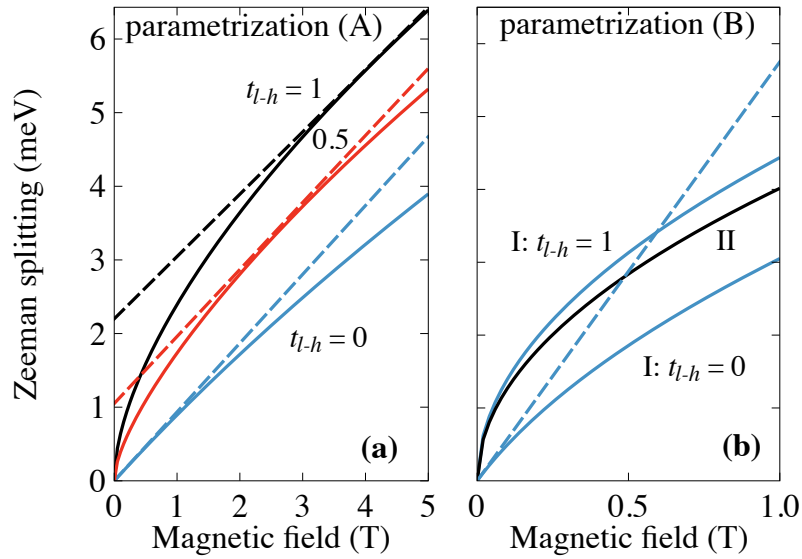 parametrization (A)
parametrization (B)
Zeeman splitting (meV)
6
5
4
3
2
1
0
t_{l-h} = 1
0.5
t_{l-h} = 0
(a)
0 1 2 3 4 5
Magnetic field (T)
I: t_{l-h} = 1
II
I: t_{l-h} = 0
(b)
0 0.5 1.0
Magnetic field (T)